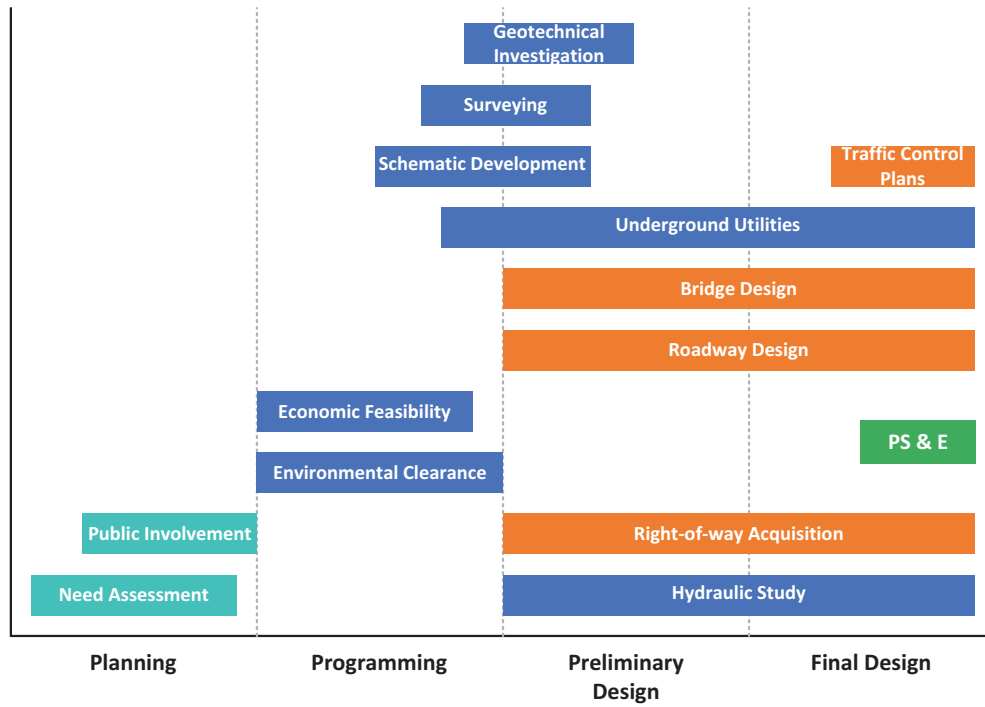 Geotechnical
Investigation
Surveying
Schematic Development
Traffic Control
Plans
Underground Utilities
Bridge Design
Roadway Design
Economic Feasibility
PS & E
Environmental Clearance
Public Involvement
Right-of-way Acquisition
Need Assessment
Hydraulic Study
Planning
Programming
Preliminary
Design
Final Design